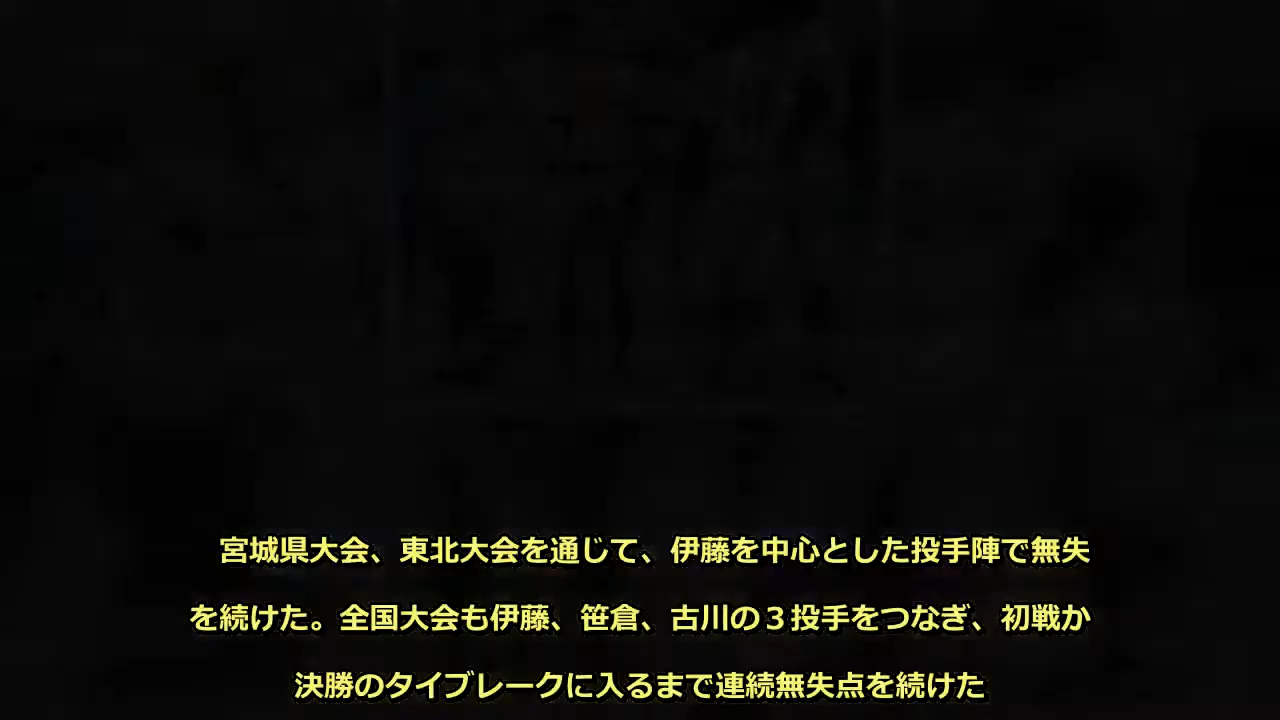 宮城県大会、東北大会を通じて、伊藤を中心とした投手陣で無失
を続けた。全国大会も伊藤、笹倉、古川の３投手をつなぎ、初戦か
決勝のタイブレークに入るまで連続無失点を続けた